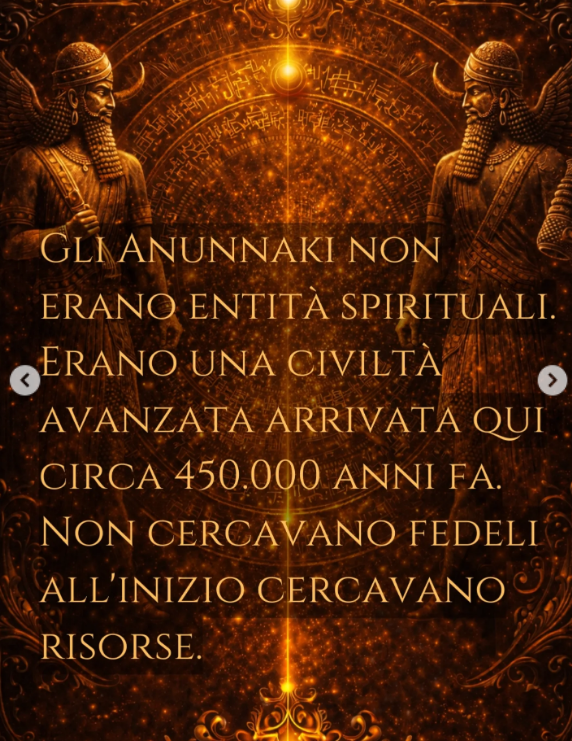 Gli Anunnaki non
erano entità spirituali.
Erano una civiltà
avanzata arrivata qui
circa 450.000 anni fa.
Non cercavano fedeli
all'inizio cercavano
risorse.